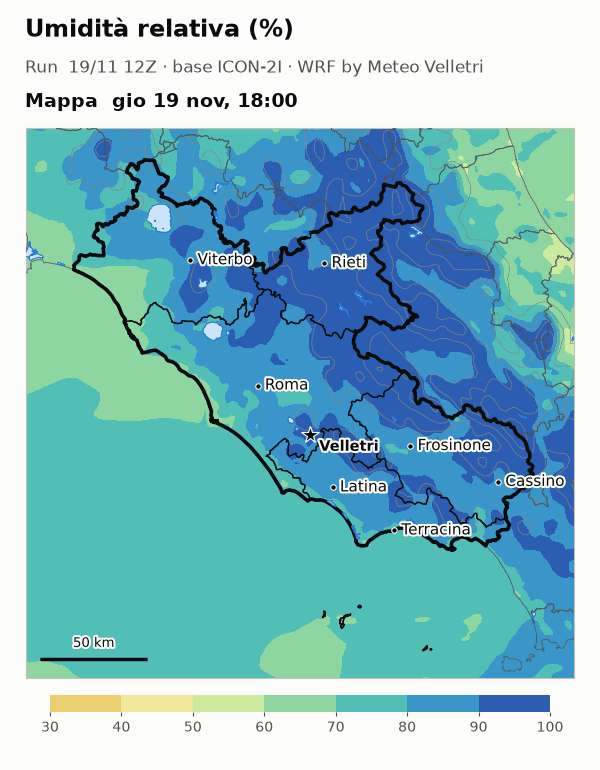 Umidità relativa (%)
Run  19/11 12Z · base ICON-2I · WRF by Meteo Velletri
Mappa  gio 19 nov, 18:00
Viterbo
Rieti
Roma
Velletri
Frosinone
Cassino
Latina
Terracina
50 km
30 40 50 60 70 80 90 100